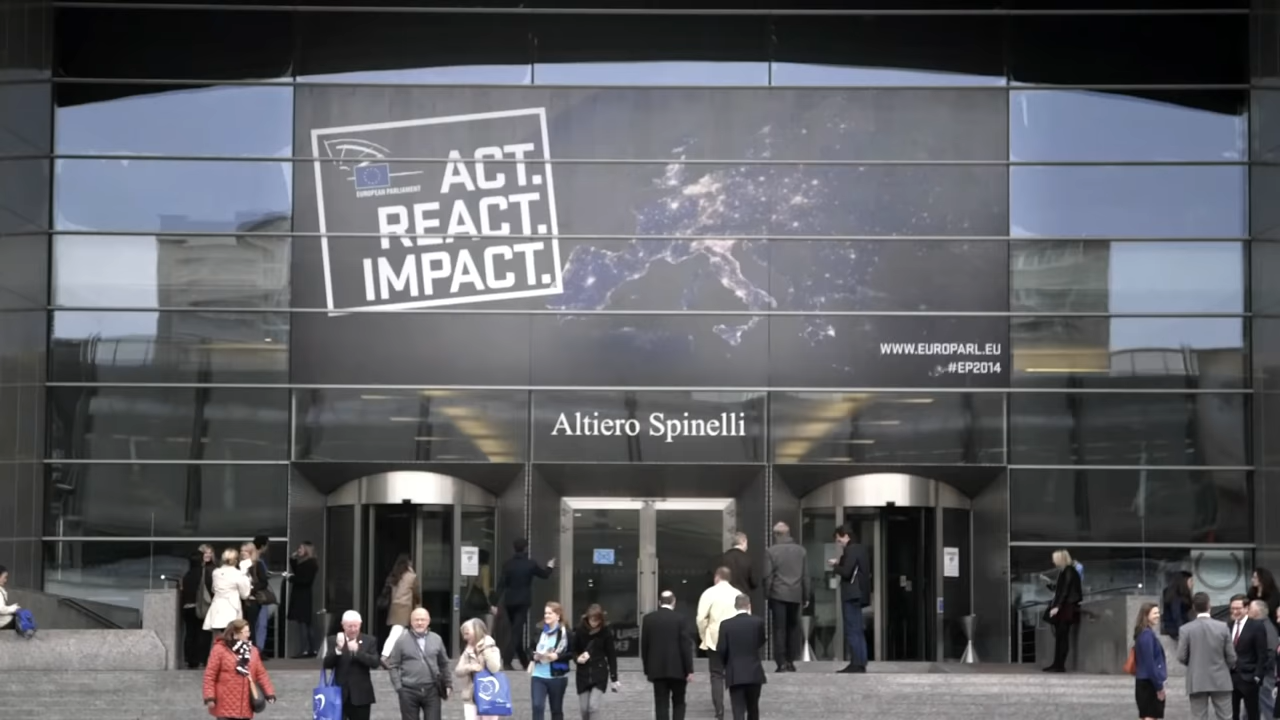 EUROPEAN PARLIAMENT
ACT.
REACT.
IMPACT.
WWW.EUROPARL.EU
#EP2014
Altiero Spinelli